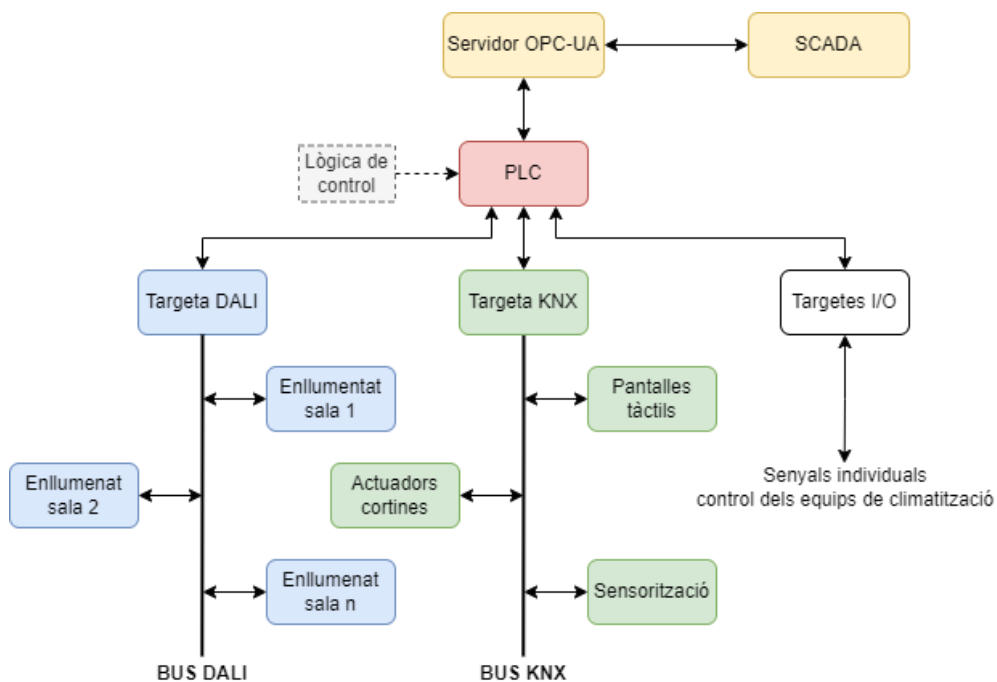 Servidor OPC-UA
SCADA
Lògica de
control
PLC
Targeta DALI
Targeta KNX
Targetes I/O
Enllumentat
sala 1
Pantalles
tàctils
Enllumenat
sala 2
Actuadors
cortines
Senyals individuals
control dels equips de climatització
Enllumenat
sala n
Sensorització
BUS DALI
BUS KNX